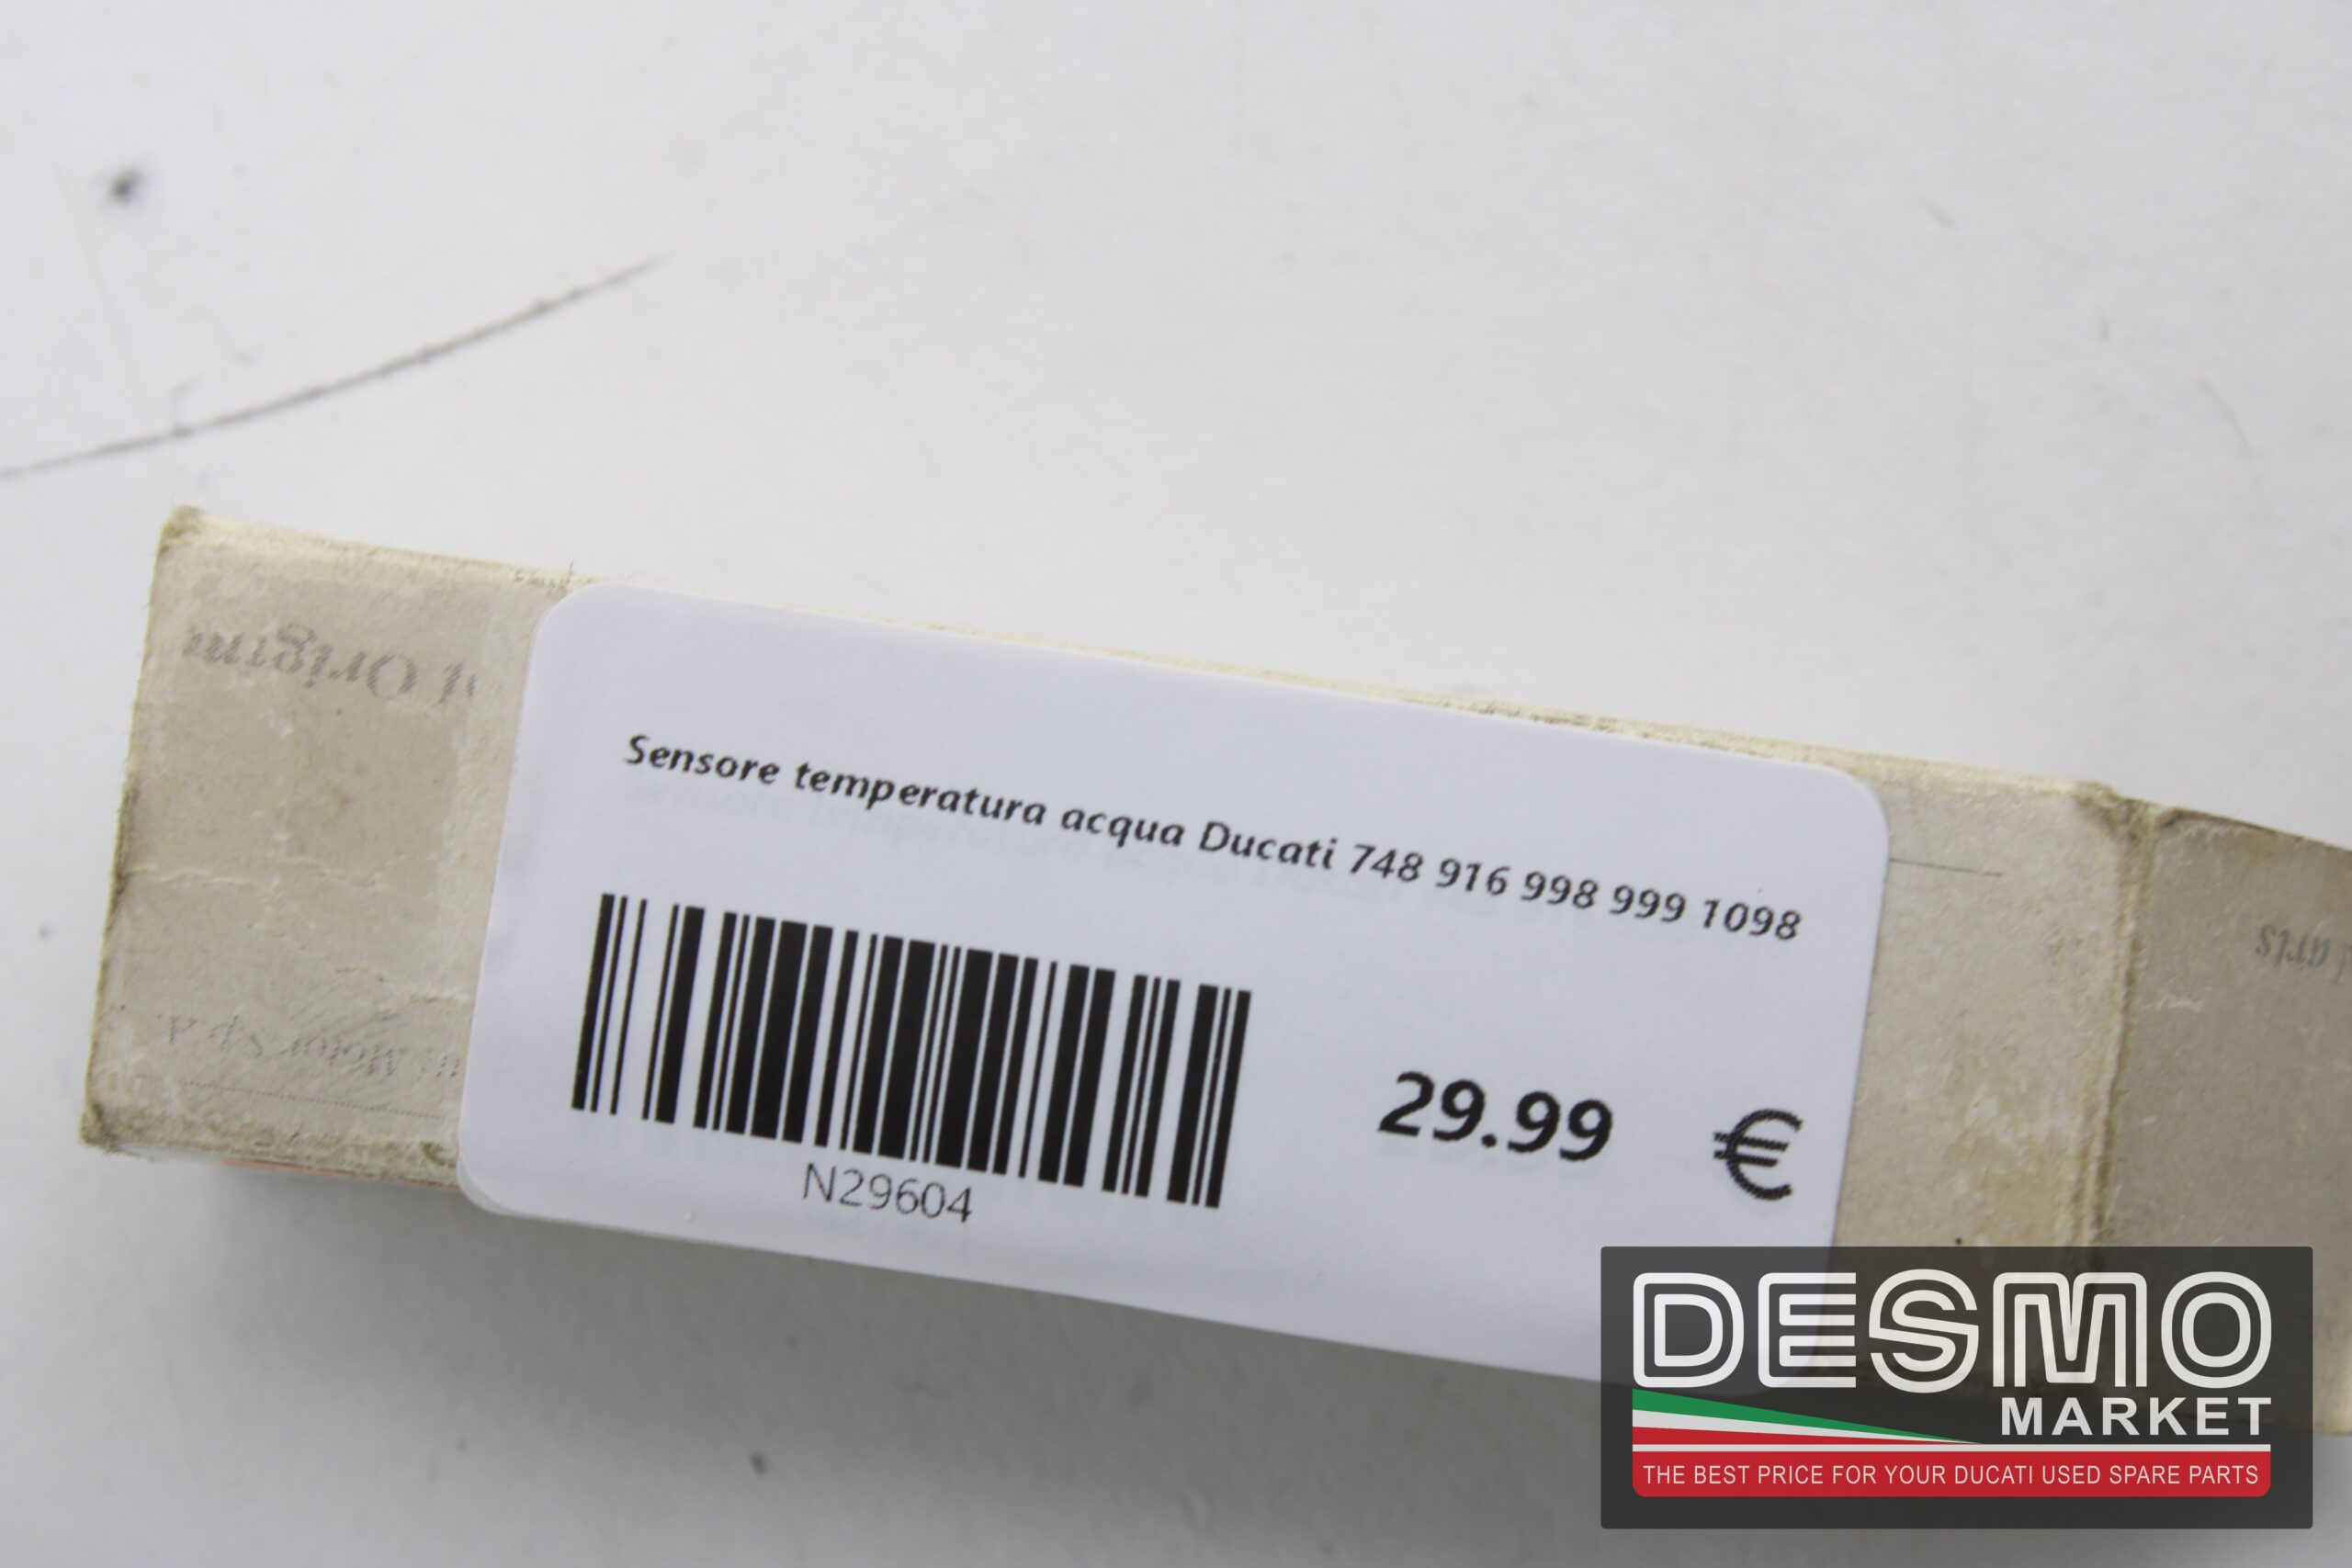 Sensore temperatura acqua Ducati 748 916 998 999 1098
29.99 €
N29604
Motor S.p.A.
DESMO
MARKET
THE BEST PRICE FOR YOUR DUCATI USED SPARE PARTS